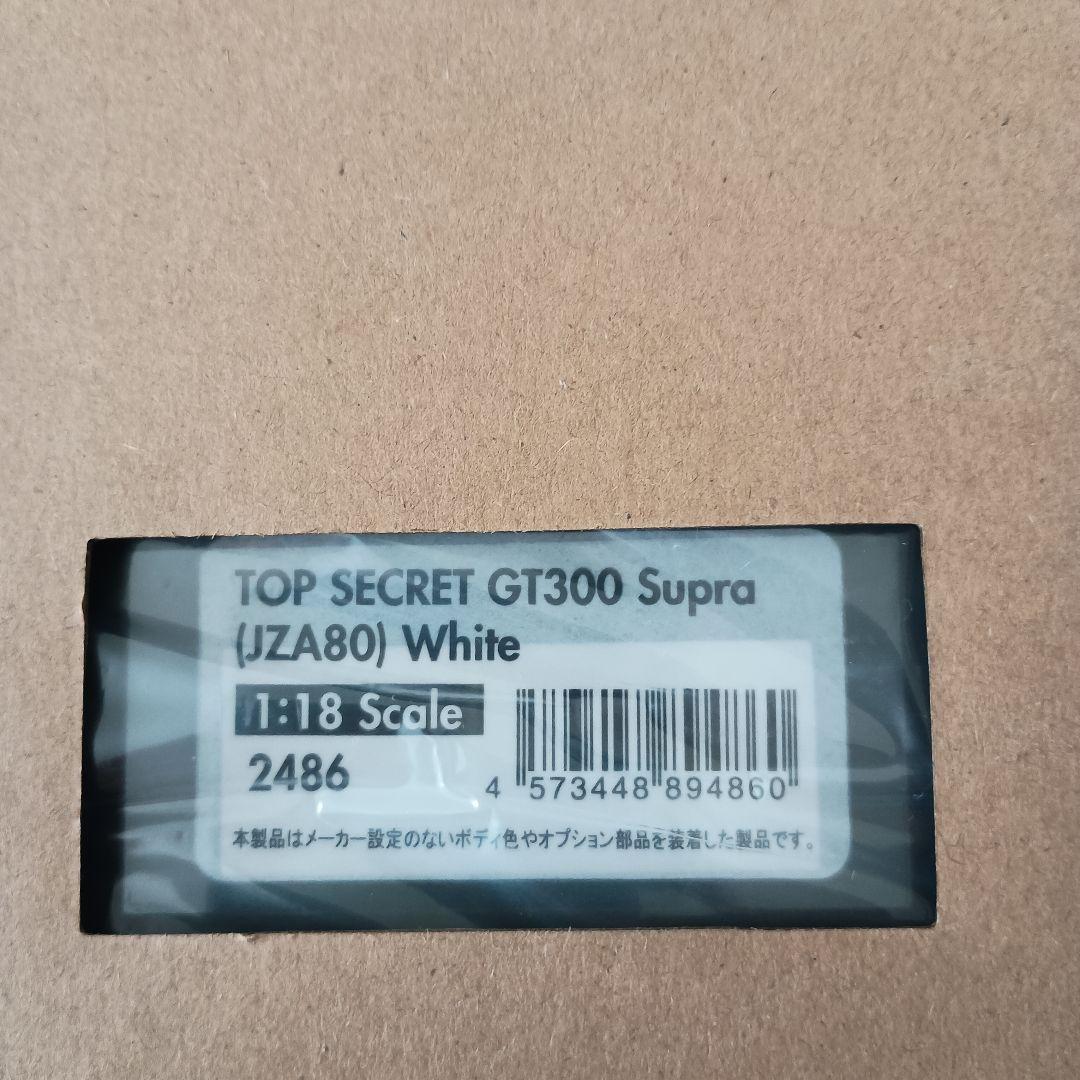 TOP SECRET GT300 Supra
(JZA80) White
1:18 Scale
2486
4 573448 894860
本製品はメーカー設定のないボディ色やオプション部品を装着した製品です。